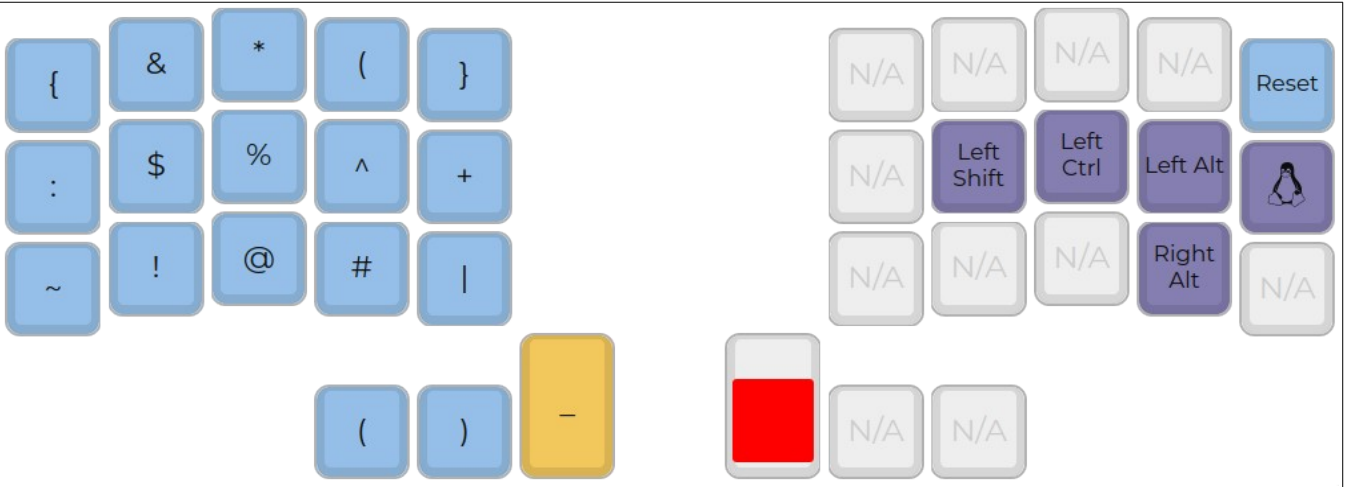 { & * ( } N/A N/A N/A N/A Reset
: $ % ^ + N/A Left Shift Left Ctrl Left Alt
~ ! @ # | N/A N/A N/A Right Alt N/A
( ) _ N/A N/A